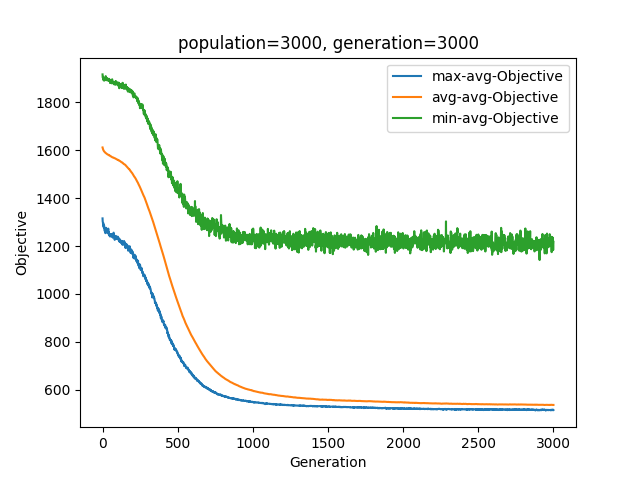 population=3000, generation=3000
max-avg-Objective
avg-avg-Objective
min-avg-Objective
Objective
1800
1600
1400
1200
1000
800
600
0 500 1000 1500 2000 2500 3000
Generation